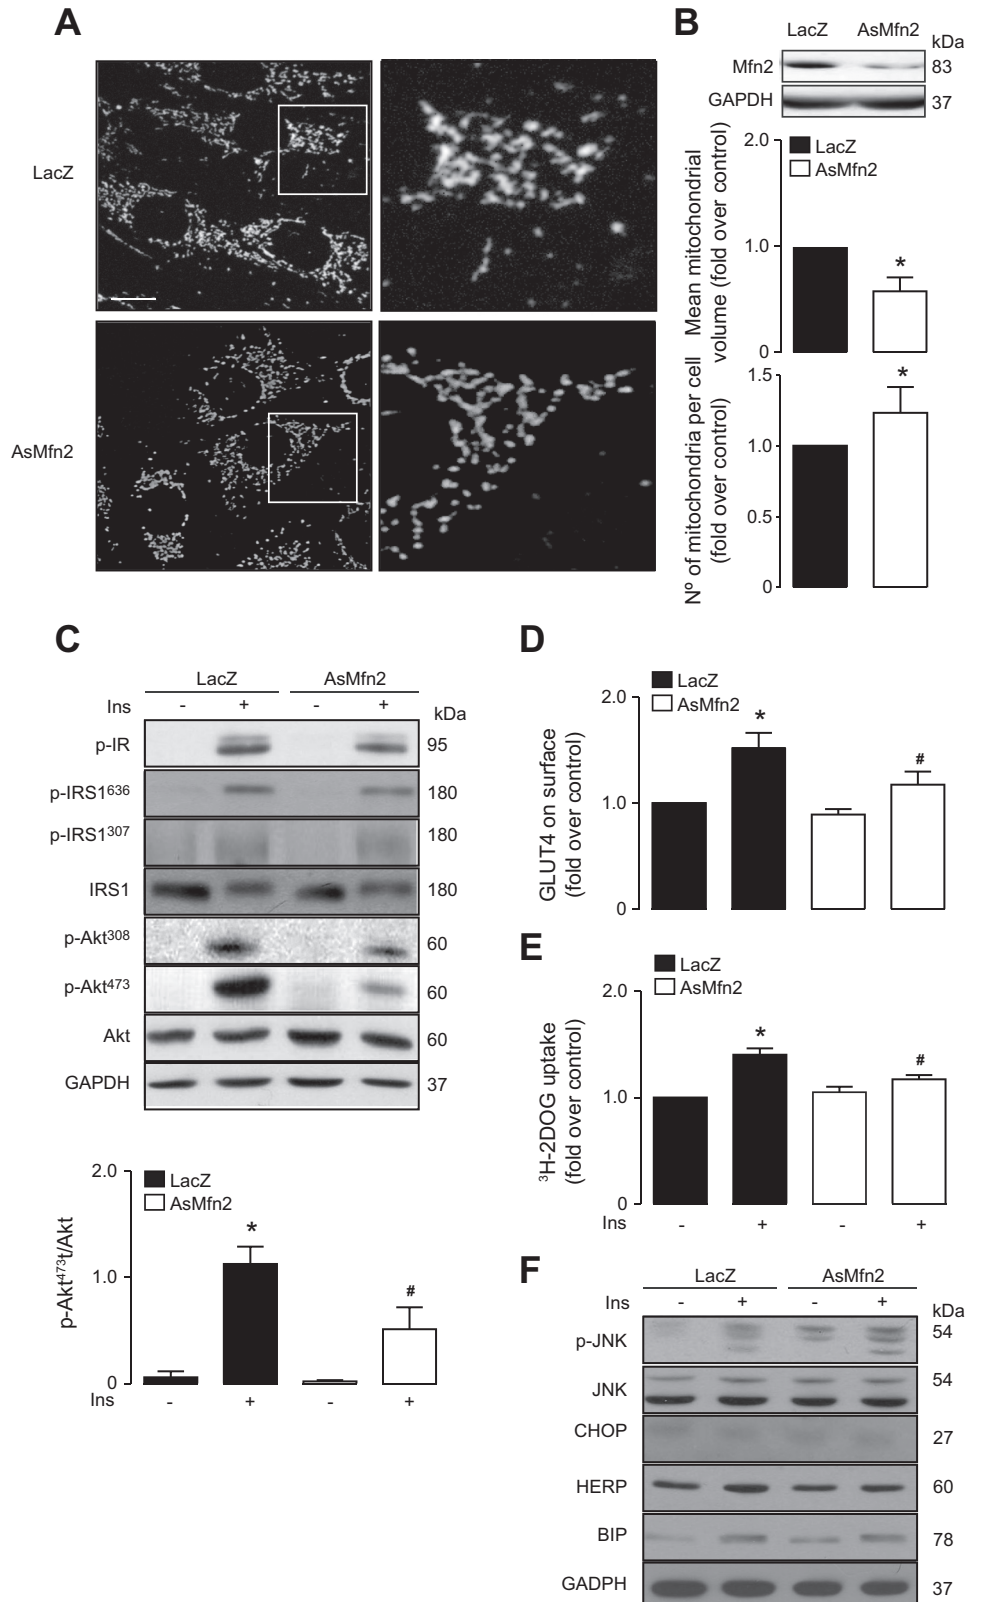 A
LacZ
AsMfn2
B
LacZ AsMfn2
kDa
Mfn2 83
GAPDH 37
2.0
1.0
0
LacZ
AsMfn2
*
Mean mitochondrial
volume (fold over control)
1.5
1.0
0.5
0
*
Nº of mitochondria per cell
(fold over control)
C
LacZ AsMfn2
Ins - + - +
kDa
p-IR 95
p-IRS1636 180
p-IRS1307 180
IRS1 180
p-Akt308 60
p-Akt473 60
Akt 60
GAPDH 37
2.0
1.0
0
LacZ
AsMfn2
* #
p-Akt473t/Akt
Ins - + - +
D
LacZ
AsMfn2
2.0
1.0
0
* #
GLUT4 on surface
(fold over control)
E
LacZ
AsMfn2
2.0
1.0
0
* #
3H-2DOG uptake
(fold over control)
Ins - + - +
F
LacZ AsMfn2
Ins - + - +
kDa
p-JNK 54
JNK 54
CHOP 27
HERP 60
BIP 78
GADPH 37